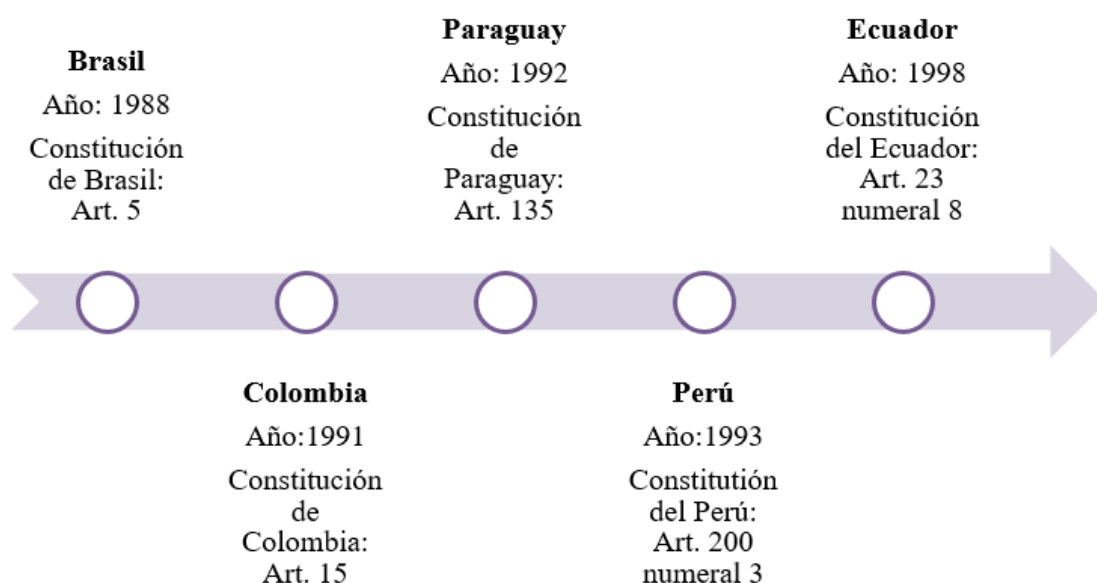 Brasil
Año: 1988
Constitución
de Brasil:
Art. 5
Colombia
Año:1991
Constitución
de
Colombia:
Art. 15
Paraguay
Año: 1992
Constitución
de
Paraguay:
Art. 135
Perú
Año:1993
Constitutión
del Perú:
Art. 200
numeral 3
Ecuador
Año: 1998
Constitución
del Ecuador:
Art. 23
numeral 8